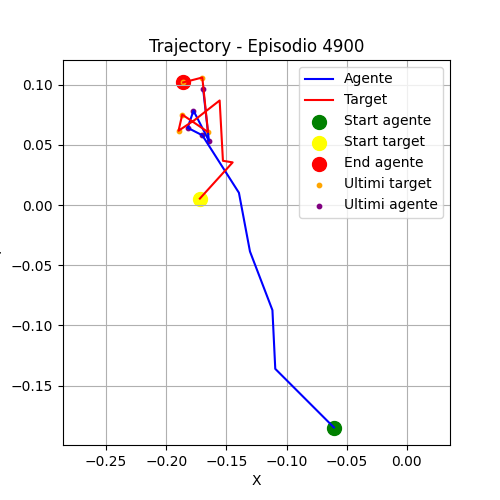 Trajectory - Episodio 4900
Agente
Target
Start agente
Start target
End agente
Ultimi target
Ultimi agente
0.10
0.05
0.00
−0.05
−0.10
−0.15
−0.25
−0.20
−0.15
−0.10
−0.05
0.00
X